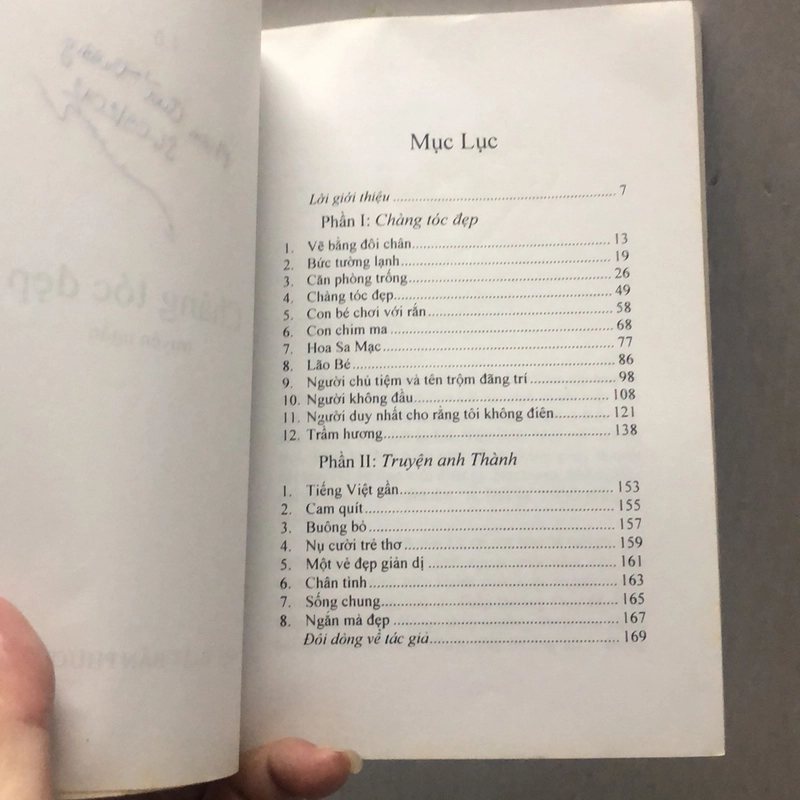 Mục Lục
Lời giới thiệu ........ 7
Phần I: Chàng tóc đẹp
1. Vẽ bằng đôi chân ........ 13
2. Bức tường lạnh ........ 19
3. Căn phòng trống ........ 26
4. Chàng tóc đẹp ........ 49
5. Con bé chơi với rắn ........ 58
6. Con chim ma ........ 68
7. Hoa Sa Mạc ........ 77
8. Lão Bé ........ 86
9. Người chủ tiệm và tên trộm đãng trí ........ 98
10. Người không đầu ........ 108
11. Người duy nhất cho rằng tôi không điên ........ 121
12. Trầm hương ........ 138
Phần II: Truyện anh Thành
1. Tiếng Việt gần ........ 153
2. Cam quít ........ 155
3. Buông bỏ ........ 157
4. Nụ cười trẻ thơ ........ 159
5. Một vẻ đẹp giản dị ........ 161
6. Chân tình ........ 163
7. Sống chung ........ 165
8. Ngắn mà đẹp ........ 167
Đôi dòng về tác giả ........ 169
Chàng tóc đẹp